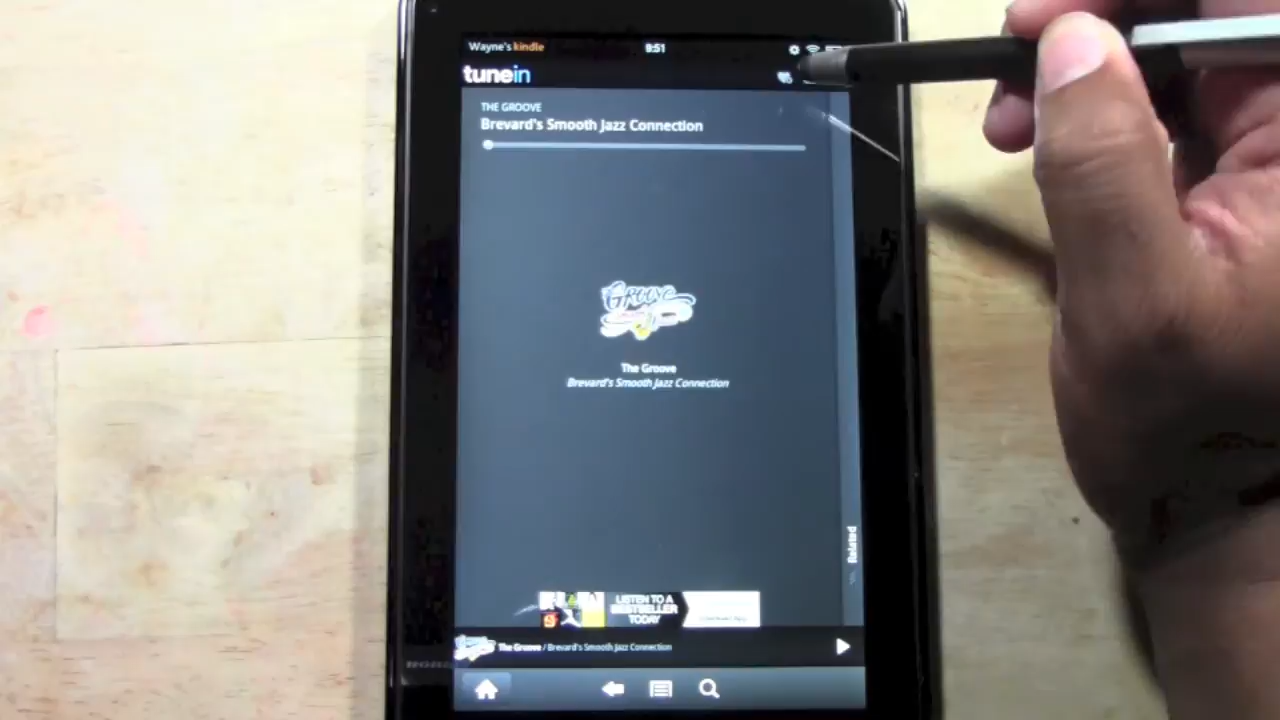 Wayne's kindle 8:51
tunein
THE GROOVE
Brevard's Smooth Jazz Connection
GROOVE
The Groove
Brevard's Smooth Jazz Connection
Related
LISTEN TO A
BESTSELLER
TODAY
The Groove / Brevard's Smooth Jazz Connection